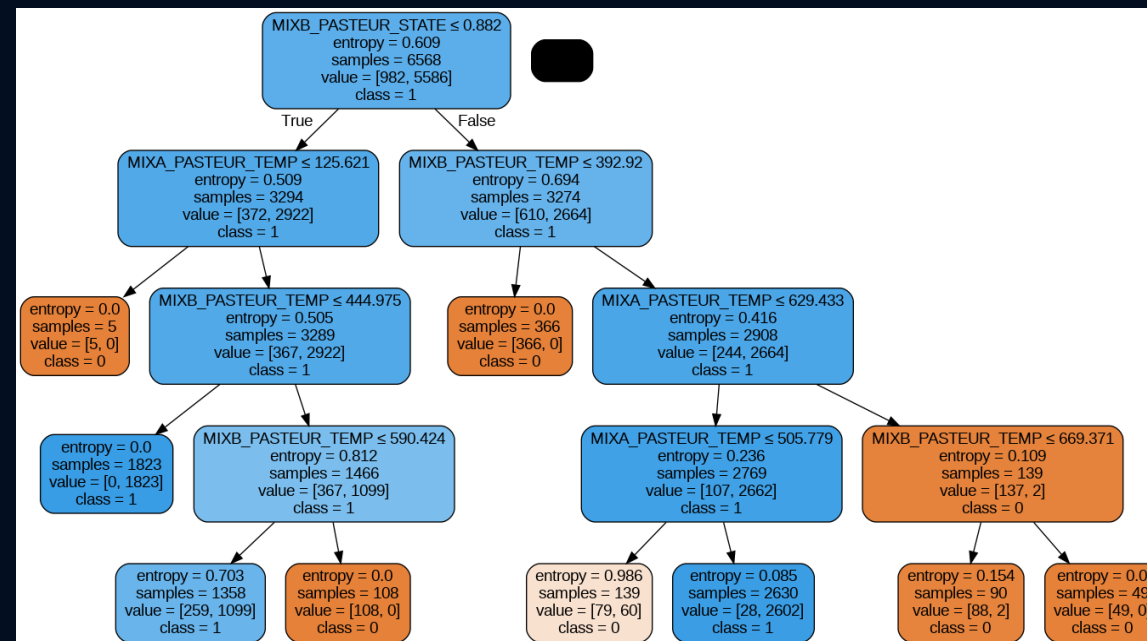 MIXB_PASTEUR_STATE ≤ 0.882
entropy = 0.609
samples = 6568
value = [982, 5586]
class = 1
True
False
MIXA_PASTEUR_TEMP ≤ 125.621
entropy = 0.509
samples = 3294
value = [372, 2922]
class = 1
MIXB_PASTEUR_TEMP ≤ 392.92
entropy = 0.694
samples = 3274
value = [610, 2664]
class = 1
entropy = 0.0
samples = 5
value = [5, 0]
class = 0
MIXB_PASTEUR_TEMP ≤ 444.975
entropy = 0.505
samples = 3289
value = [367, 2922]
class = 1
entropy = 0.0
samples = 366
value = [366, 0]
class = 0
MIXA_PASTEUR_TEMP ≤ 629.433
entropy = 0.416
samples = 2908
value = [244, 2664]
class = 1
entropy = 0.0
samples = 1823
value = [0, 1823]
class = 1
MIXB_PASTEUR_TEMP ≤ 590.424
entropy = 0.812
samples = 1466
value = [367, 1099]
class = 1
MIXA_PASTEUR_TEMP ≤ 505.779
entropy = 0.236
samples = 2769
value = [107, 2662]
class = 1
MIXB_PASTEUR_TEMP ≤ 669.371
entropy = 0.109
samples = 139
value = [137, 2]
class = 0
entropy = 0.703
samples = 1358
value = [259, 1099]
class = 1
entropy = 0.0
samples = 108
value = [108, 0]
class = 0
entropy = 0.986
samples = 139
value = [79, 60]
class = 0
entropy = 0.085
samples = 2630
value = [28, 2602]
class = 1
entropy = 0.154
samples = 90
value = [88, 2]
class = 0
entropy = 0.0
samples = 49
value = [49, 0
class = 0